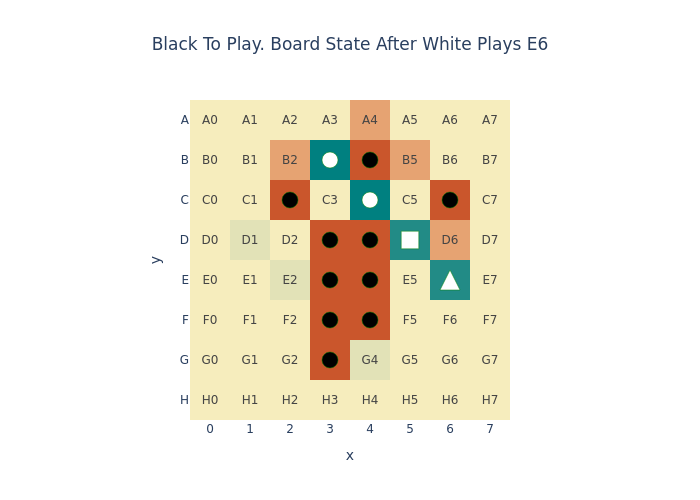 Black To Play. Board State After White Plays E6
A A0 A1 A2 A3 A4 A5 A6 A7
B B0 B1 B2 B5 B6 B7
C C0 C1 C3 C5 C7
D D0 D1 D2 D6 D7
E E0 E1 E2 E5 E7
F F0 F1 F2 F5 F6 F7
G G0 G1 G2 G4 G5 G6 G7
H H0 H1 H2 H3 H4 H5 H6 H7
0 1 2 3 4 5 6 7
x
y